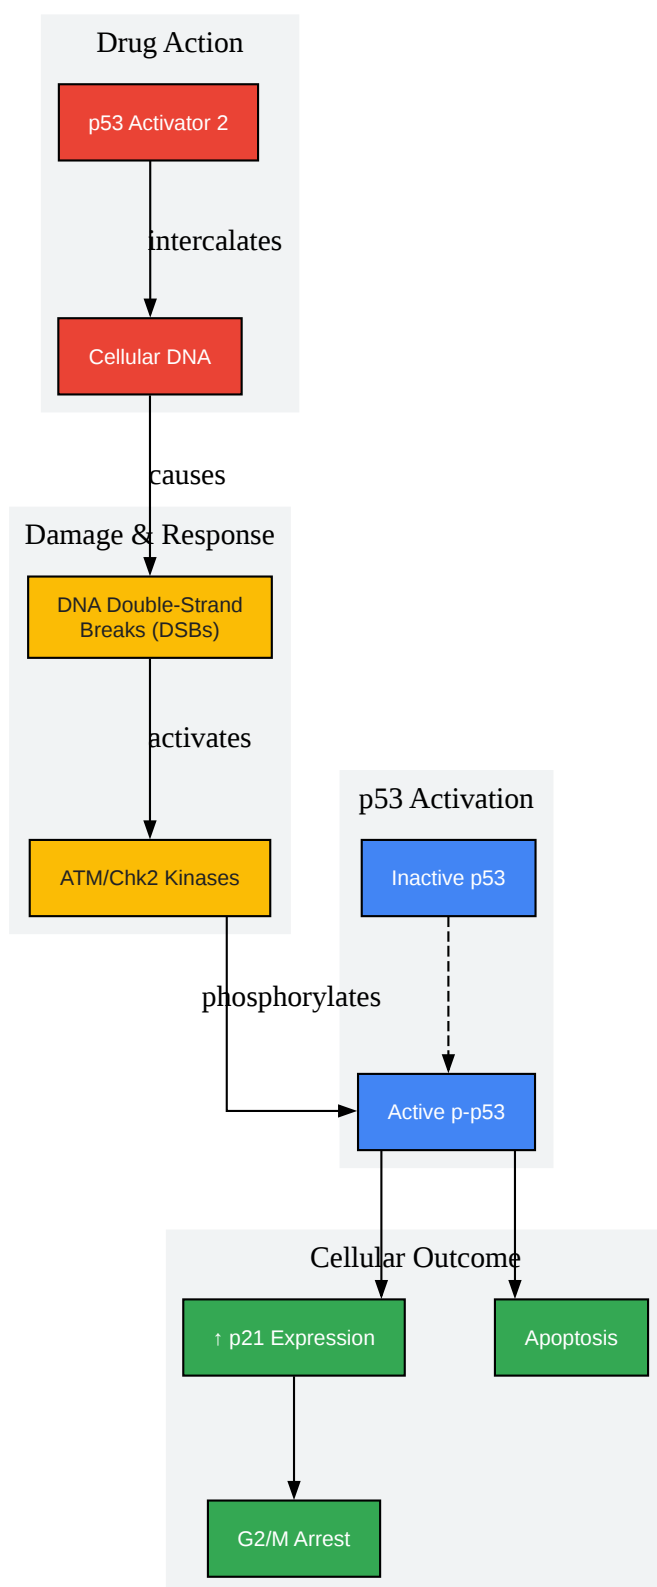 Drug Action
p53 Activator 2
intercalates
Cellular DNA
causes
Damage & Response
DNA Double-Strand
Breaks (DSBs)
activates
p53 Activation
ATM/Chk2 Kinases
Inactive p53
phosphorylates
Active p-p53
Cellular Outcome
↑ p21 Expression
Apoptosis
G2/M Arrest